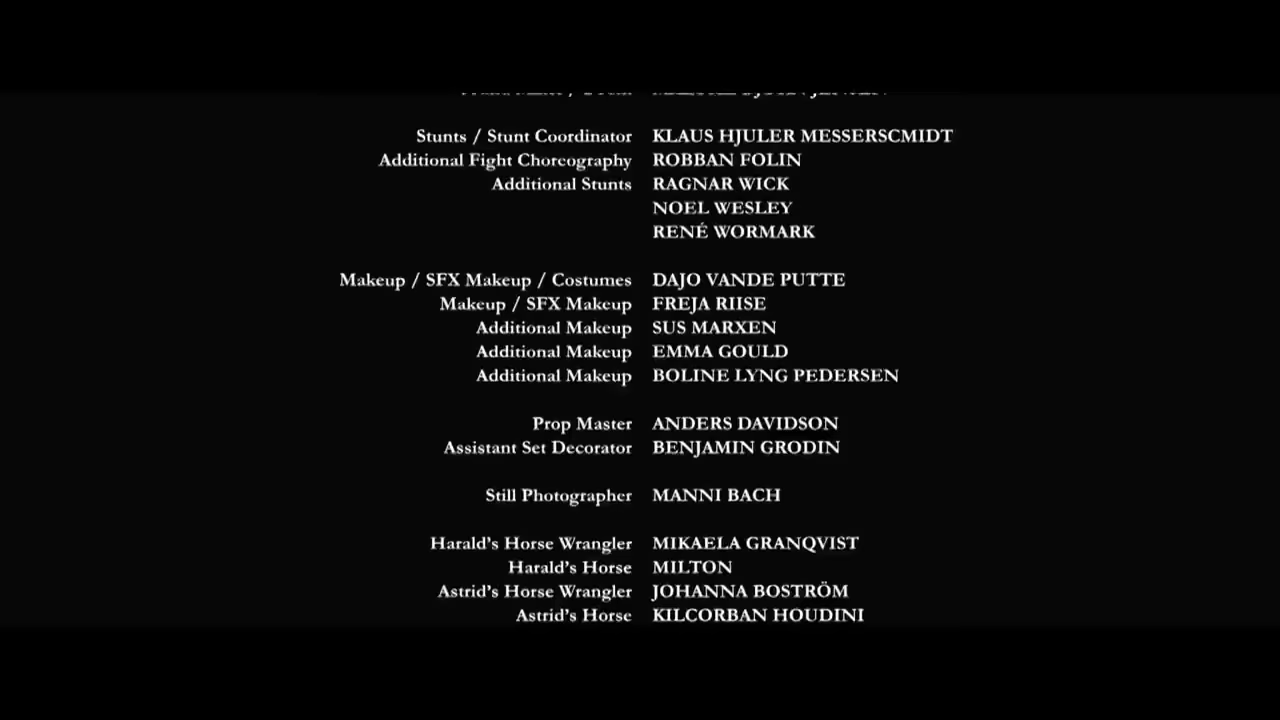 Stunts / Stunt Coordinator KLAUS HJULER MESSERSCMIDT
Additional Fight Choreography ROBBAN FOLIN
Additional Stunts RAGNAR WICK
NOEL WESLEY
RENÉ WORMARK
Makeup / SFX Makeup / Costumes DAJO VANDE PUTTE
Makeup / SFX Makeup FREJA RIISE
Additional Makeup SUS MARXEN
Additional Makeup EMMA GOULD
Additional Makeup BOLINE LYNG PEDERSEN
Prop Master ANDERS DAVIDSON
Assistant Set Decorator BENJAMIN GRODIN
Still Photographer MANNI BACH
Harald's Horse Wrangler MIKAELA GRANQVIST
Harald's Horse MILTON
Astrid's Horse Wrangler JOHANNA BOSTRÖM
Astrid's Horse KILCORBAN HOUDINI